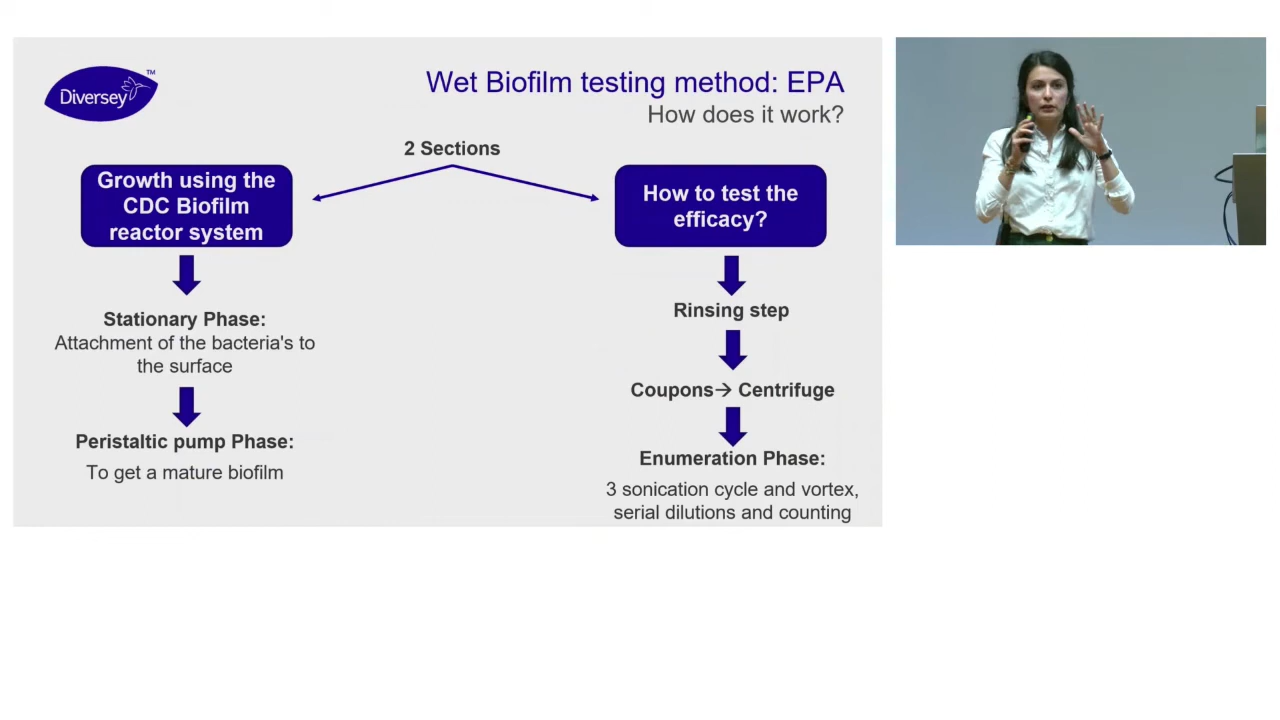 Diversey
TM
Wet Biofilm testing method: EPA
How does it work?
2 Sections
Growth using the
CDC Biofilm
reactor system
Stationary Phase:
Attachment of the bacteria's to
the surface
Peristaltic pump Phase:
To get a mature biofilm
How to test the
efficacy?
Rinsing step
Coupons→ Centrifuge
Enumeration Phase:
3 sonication cycle and vortex,
serial dilutions and counting